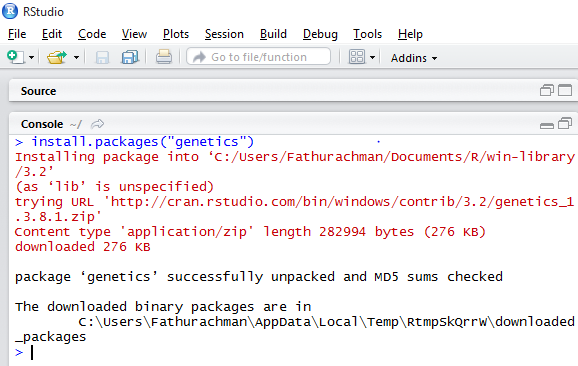 RStudio
File Edit Code View Plots Session Build Debug Tools Help
Go to file/function Addins
Source
Console ~/
> install.packages("genetics")
Installing package into ‘C:/Users/Fathurachman/Documents/R/win-library
/3.2’
(as ‘lib’ is unspecified)
trying URL 'http://cran.rstudio.com/bin/windows/contrib/3.2/genetics_1
.3.8.1.zip'
Content type 'application/zip' length 282994 bytes (276 KB)
downloaded 276 KB
package ‘genetics’ successfully unpacked and MD5 sums checked
The downloaded binary packages are in
C:\Users\Fathurachman\AppData\Local\Temp\RtmpSkQrrW\downloaded
_packages
>